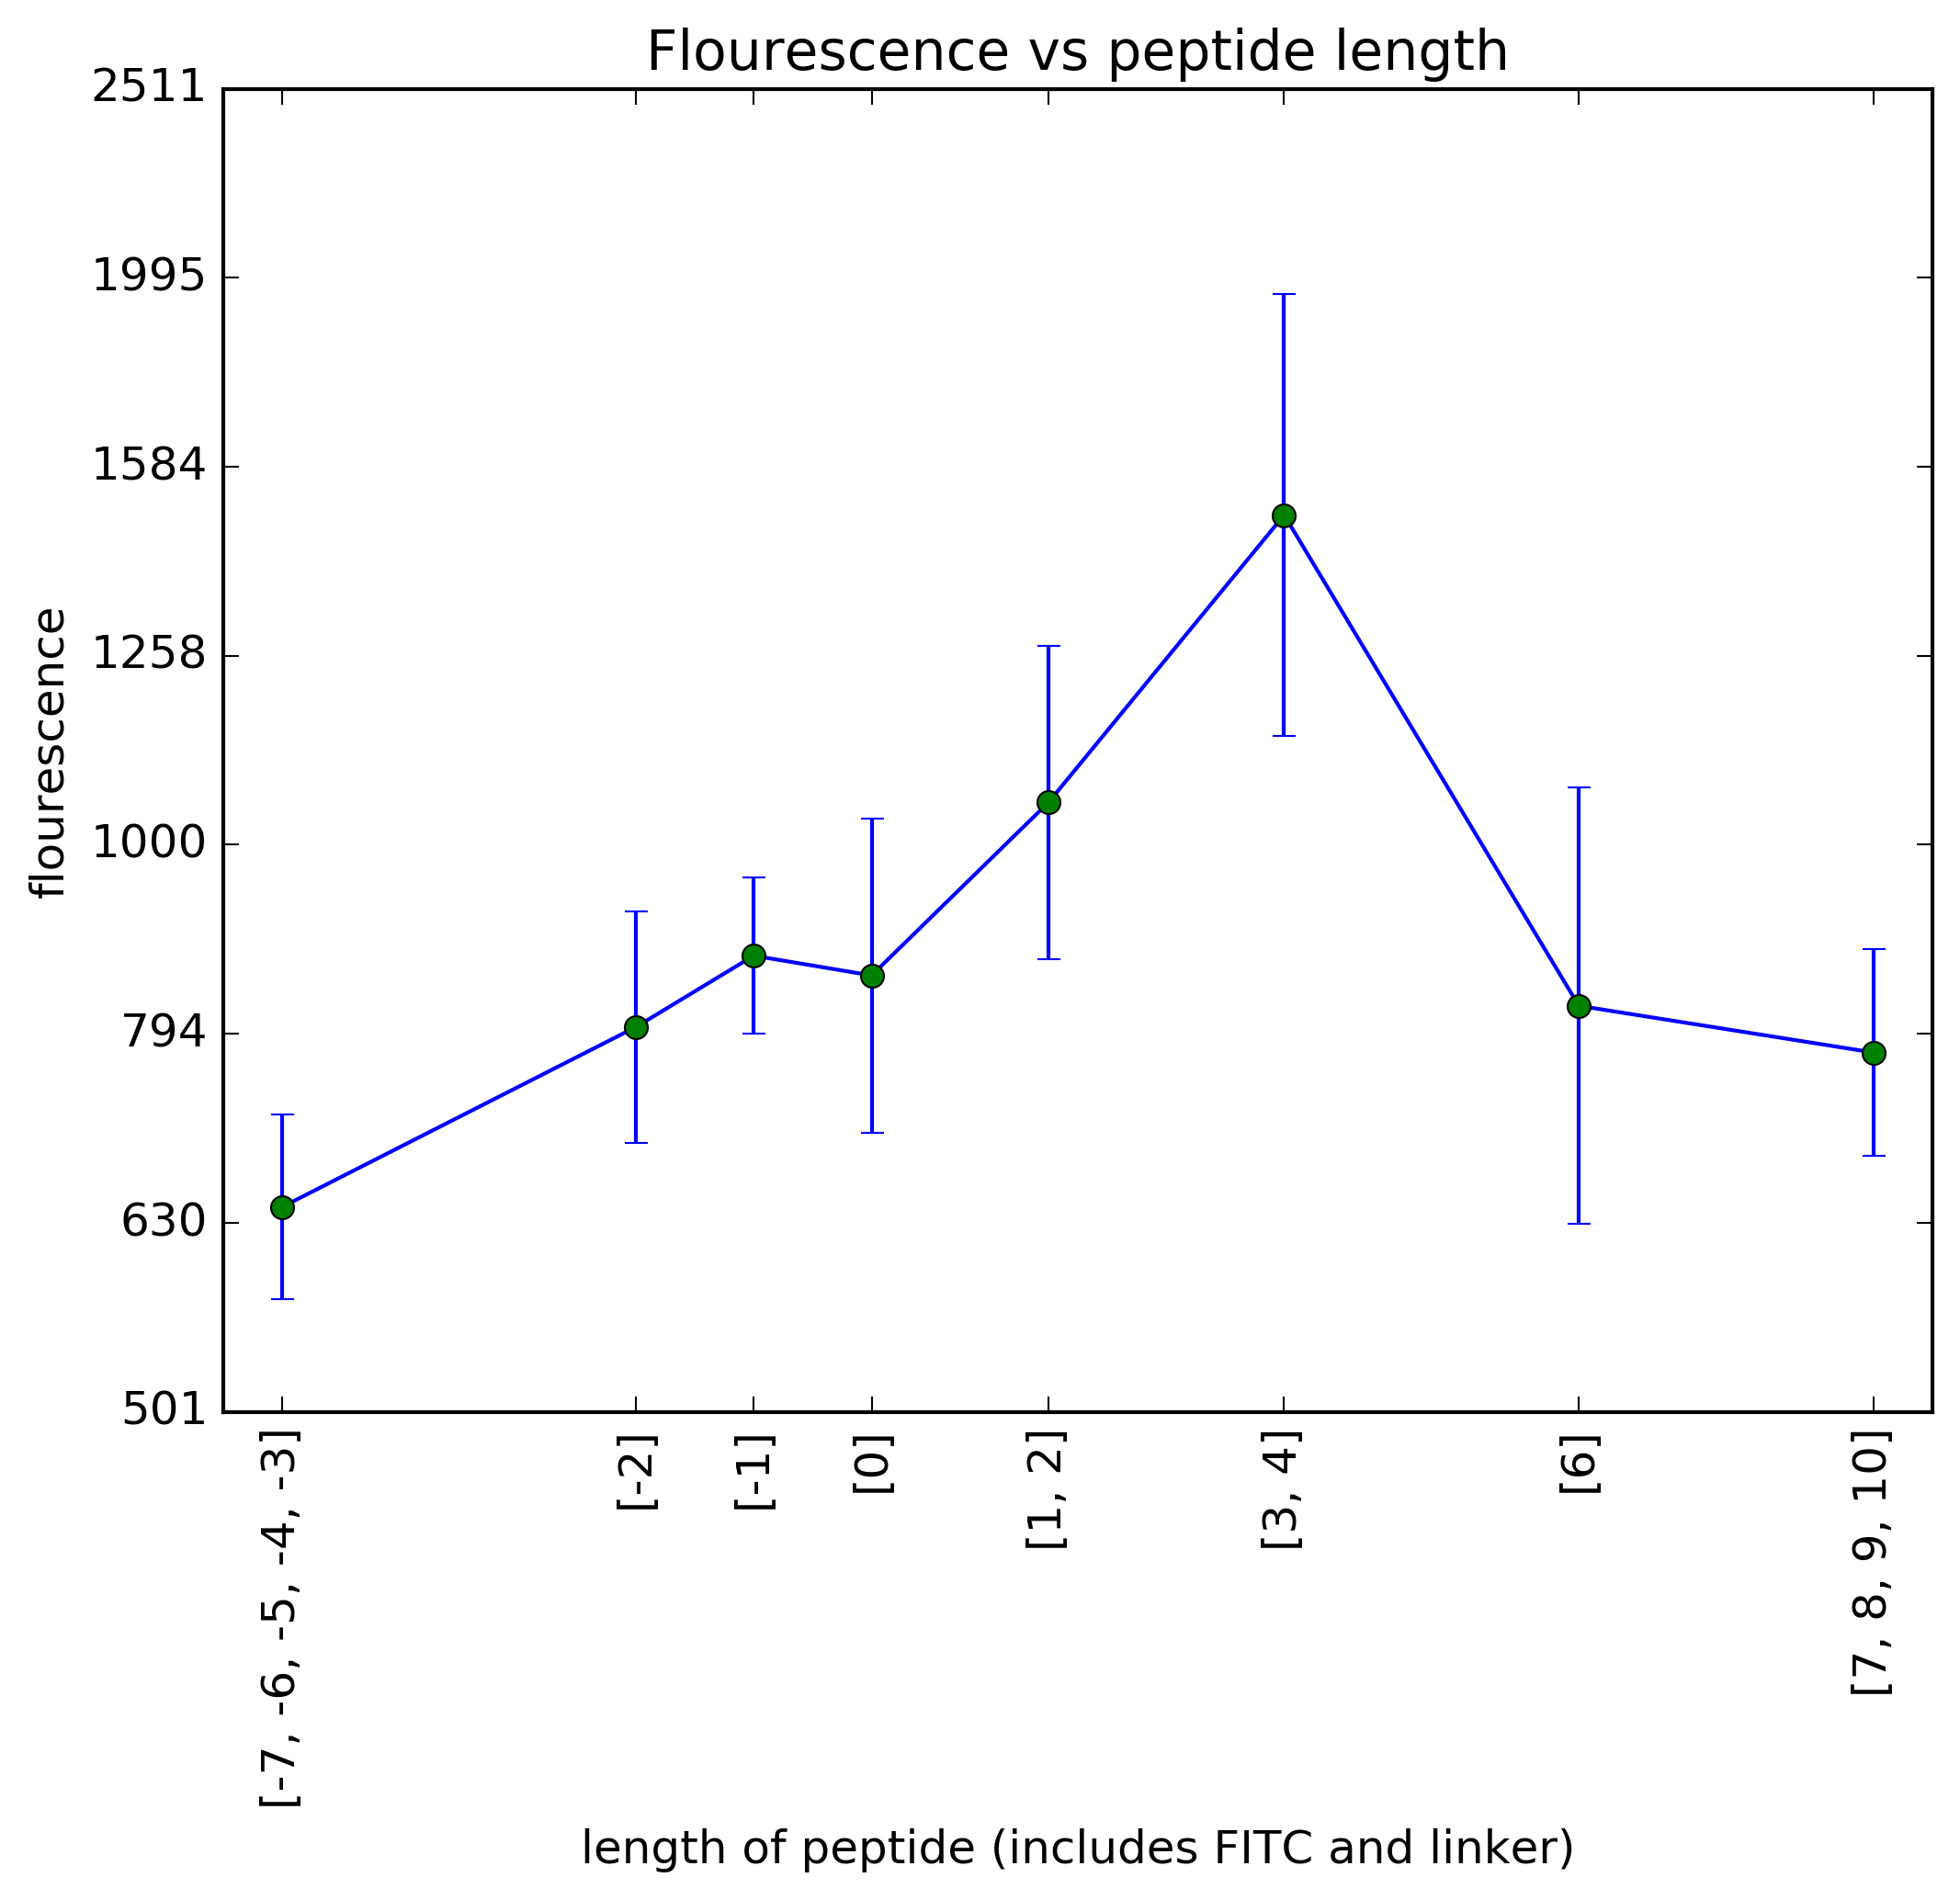 Flourescence vs peptide length
2511
1995
1584
1258
1000
794
630
501
flourescence
[-7, -6, -5, -4, -3]
[-2]
[-1]
[0]
[1, 2]
[3, 4]
[6]
[7, 8, 9, 10]
length of peptide (includes FITC and linker)